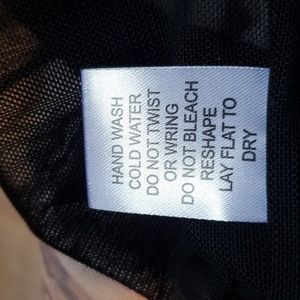 HAND WASH
COLD WATER
DO NOT TWIST
OR WRING
DO NOT BLEACH
RESHAPE
LAY FLAT TO
DRY